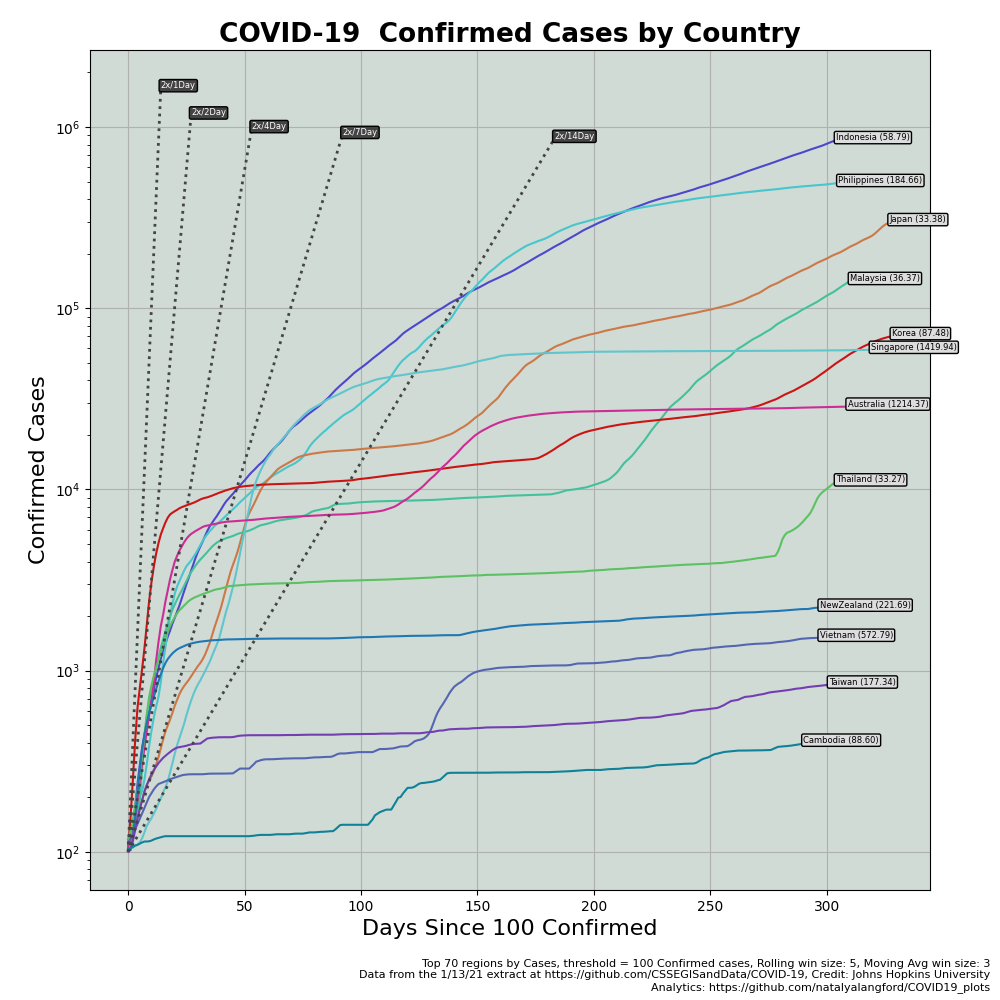 COVID-19  Confirmed Cases by Country
2x/1Day
2x/2Day
2x/4Day
2x/7Day
2x/14Day
Indonesia (58.79)
Philippines (184.66)
Japan (33.38)
Malaysia (36.37)
Korea (87.48)
Singapore (1419.94)
Australia (1214.37)
Thailand (33.27)
NewZealand (221.69)
Vietnam (572.79)
Taiwan (177.34)
Cambodia (88.60)
Confirmed Cases
10^6
10^5
10^4
10^3
10^2
0 50 100 150 200 250 300
Days Since 100 Confirmed
Top 70 regions by Cases, threshold = 100 Confirmed cases, Rolling win size: 5, Moving Avg win size: 3
Data from the 1/13/21 extract at https://github.com/CSSEGISandData/COVID-19, Credit: Johns Hopkins University
Analytics: https://github.com/natalyalangford/COVID19_plots